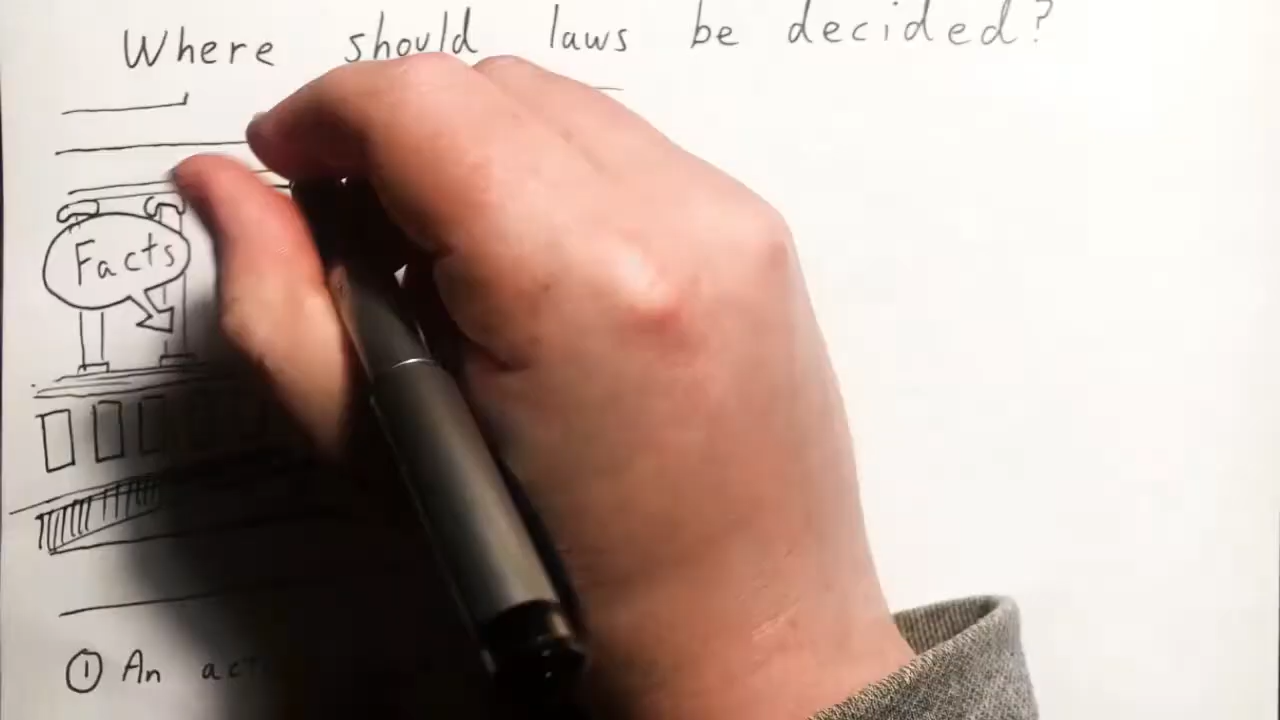 Where should laws be decided?
Facts
① An